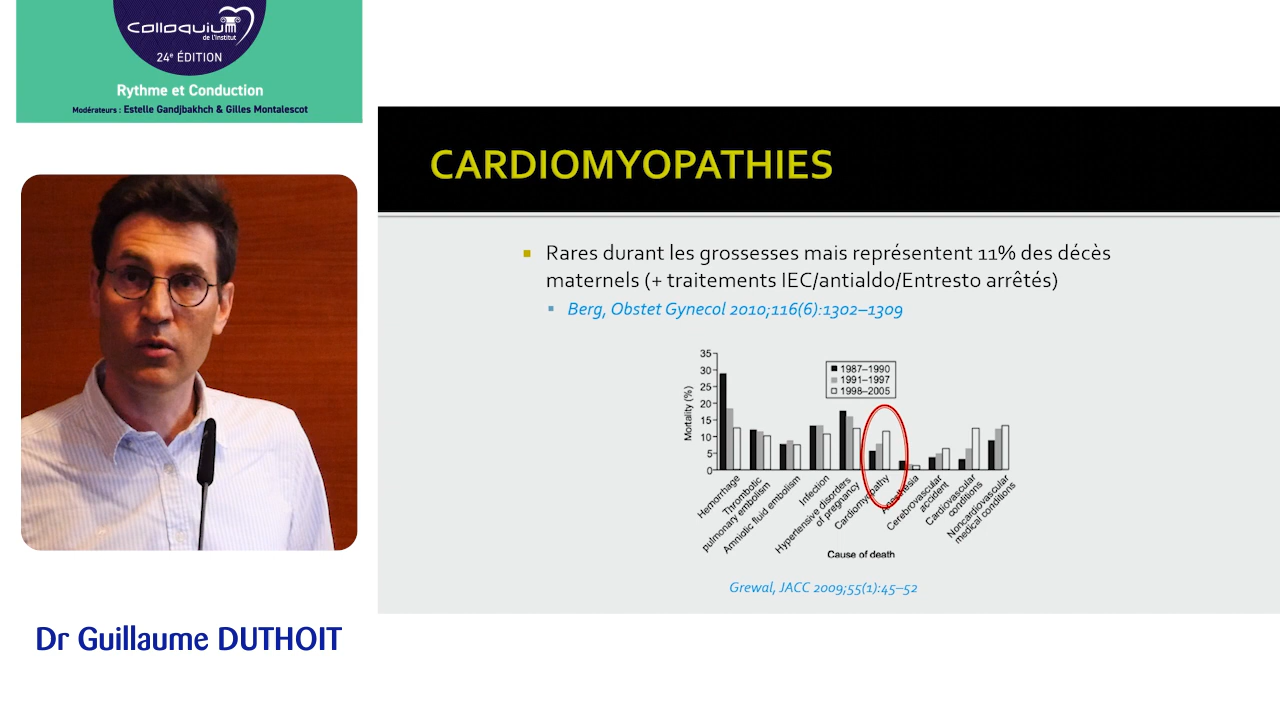 Colloquium
de l'Institut
24e ÉDITION
Rythme et Conduction
Modérateurs : Estelle Gandjbakhch & Gilles Montalescot
Dr Guillaume DUTHOIT
CARDIOMYOPATHIES
Rares durant les grossesses mais représentent 11% des décès
maternels (+ traitements IEC/antialdo/Entresto arrêtés)
Berg, Obstet Gynecol 2010;116(6):1302–1309
Mortality (%)
35
30
25
20
15
10
5
0
1987–1990
1991–1997
1998–2005
Hemorrhage
Thrombotic
pulmonary embolism
Amniotic fluid embolism
Infection
Hypertensive disorders
of pregnancy
Cardiomyopathy
Anesthesia
Cerebrovascular
accident
Cardiovascular
conditions
Noncardiovascular
medical conditions
Cause of death
Grewal, JACC 2009;55(1):45–52